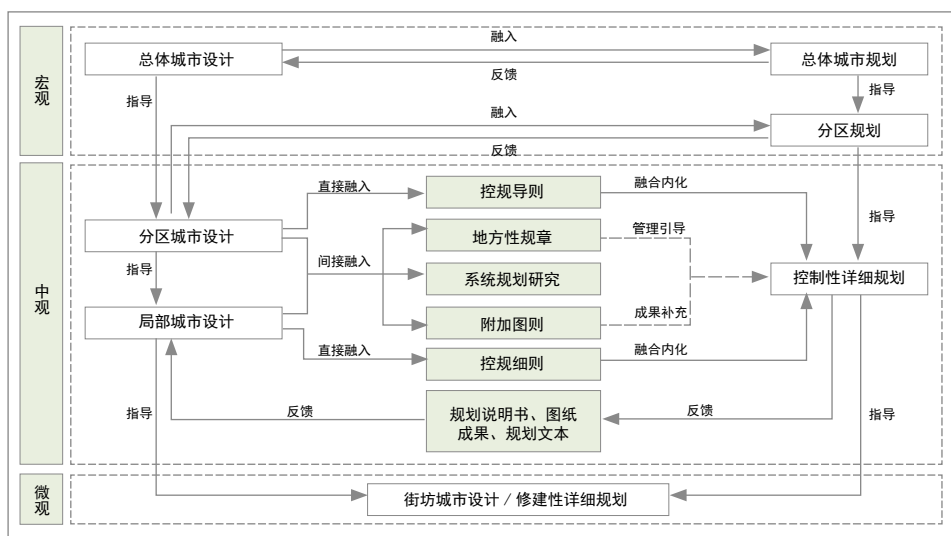 宏观
总体城市设计
融入
反馈
总体城市规划
指导
指导
融入
反馈
分区规划
中观
直接融入
控规导则
融合内化
分区城市设计
地方性规章
管理引导
指导
指导
间接融入
系统规划研究
控制性详细规划
局部城市设计
附加图则
成果补充
直接融入
控规细则
融合内化
指导
反馈
规划说明书、图纸
成果、规划文本
反馈
指导
微观
街坊城市设计 / 修建性详细规划